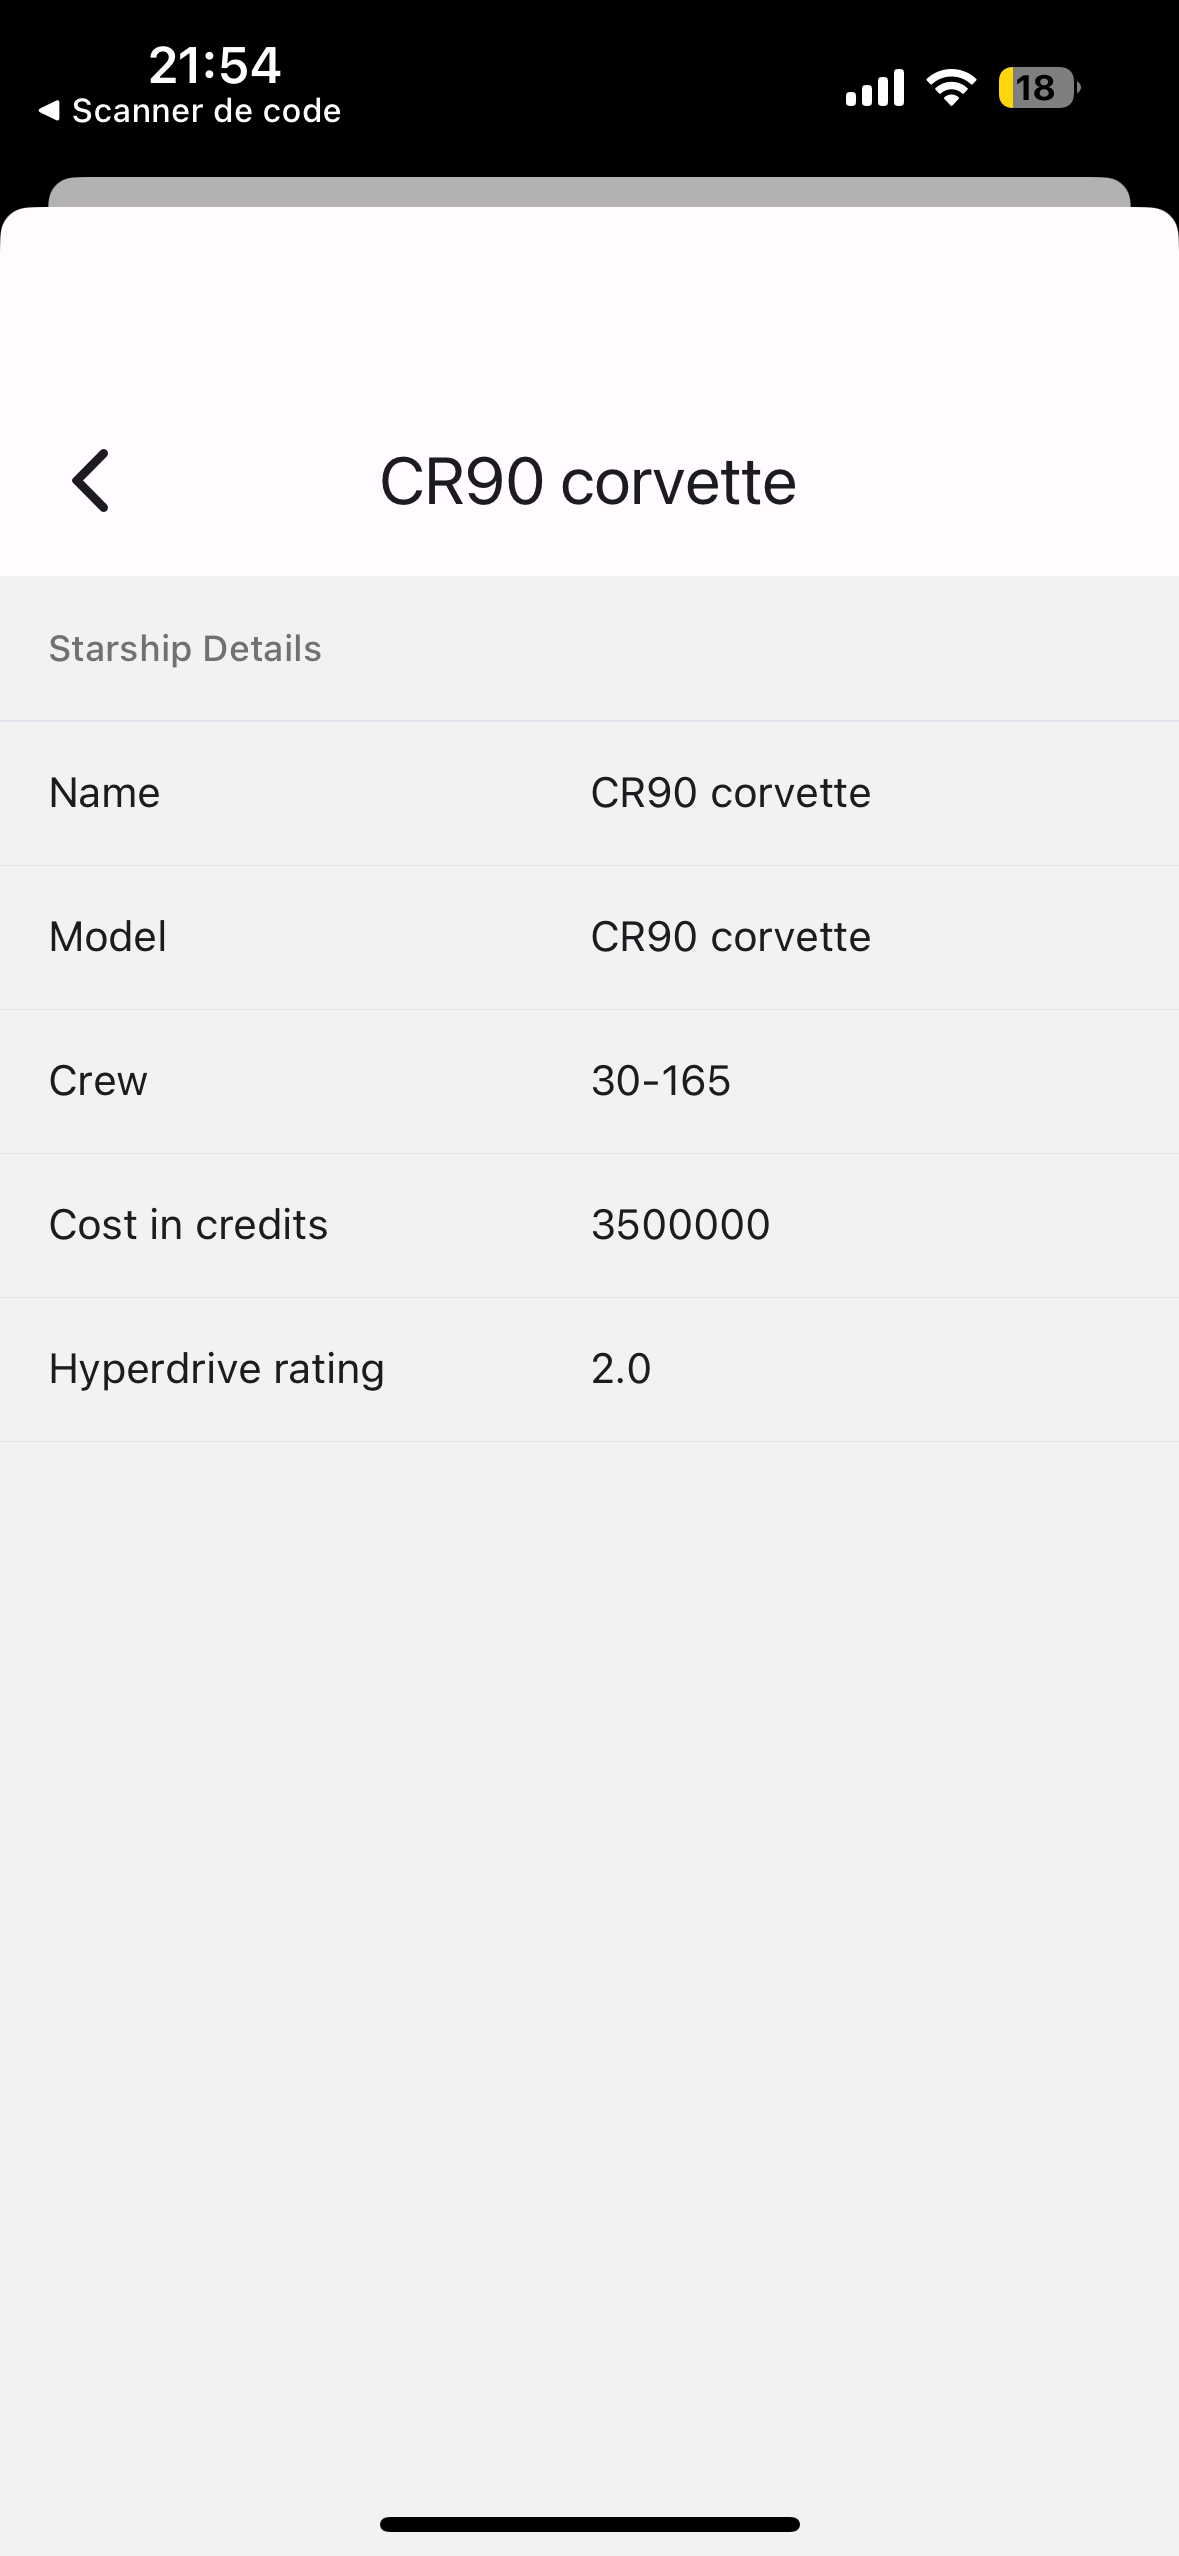 21:54
◀ Scanner de code
18
CR90 corvette
Starship Details
Name CR90 corvette
Model CR90 corvette
Crew 30-165
Cost in credits 3500000
Hyperdrive rating 2.0